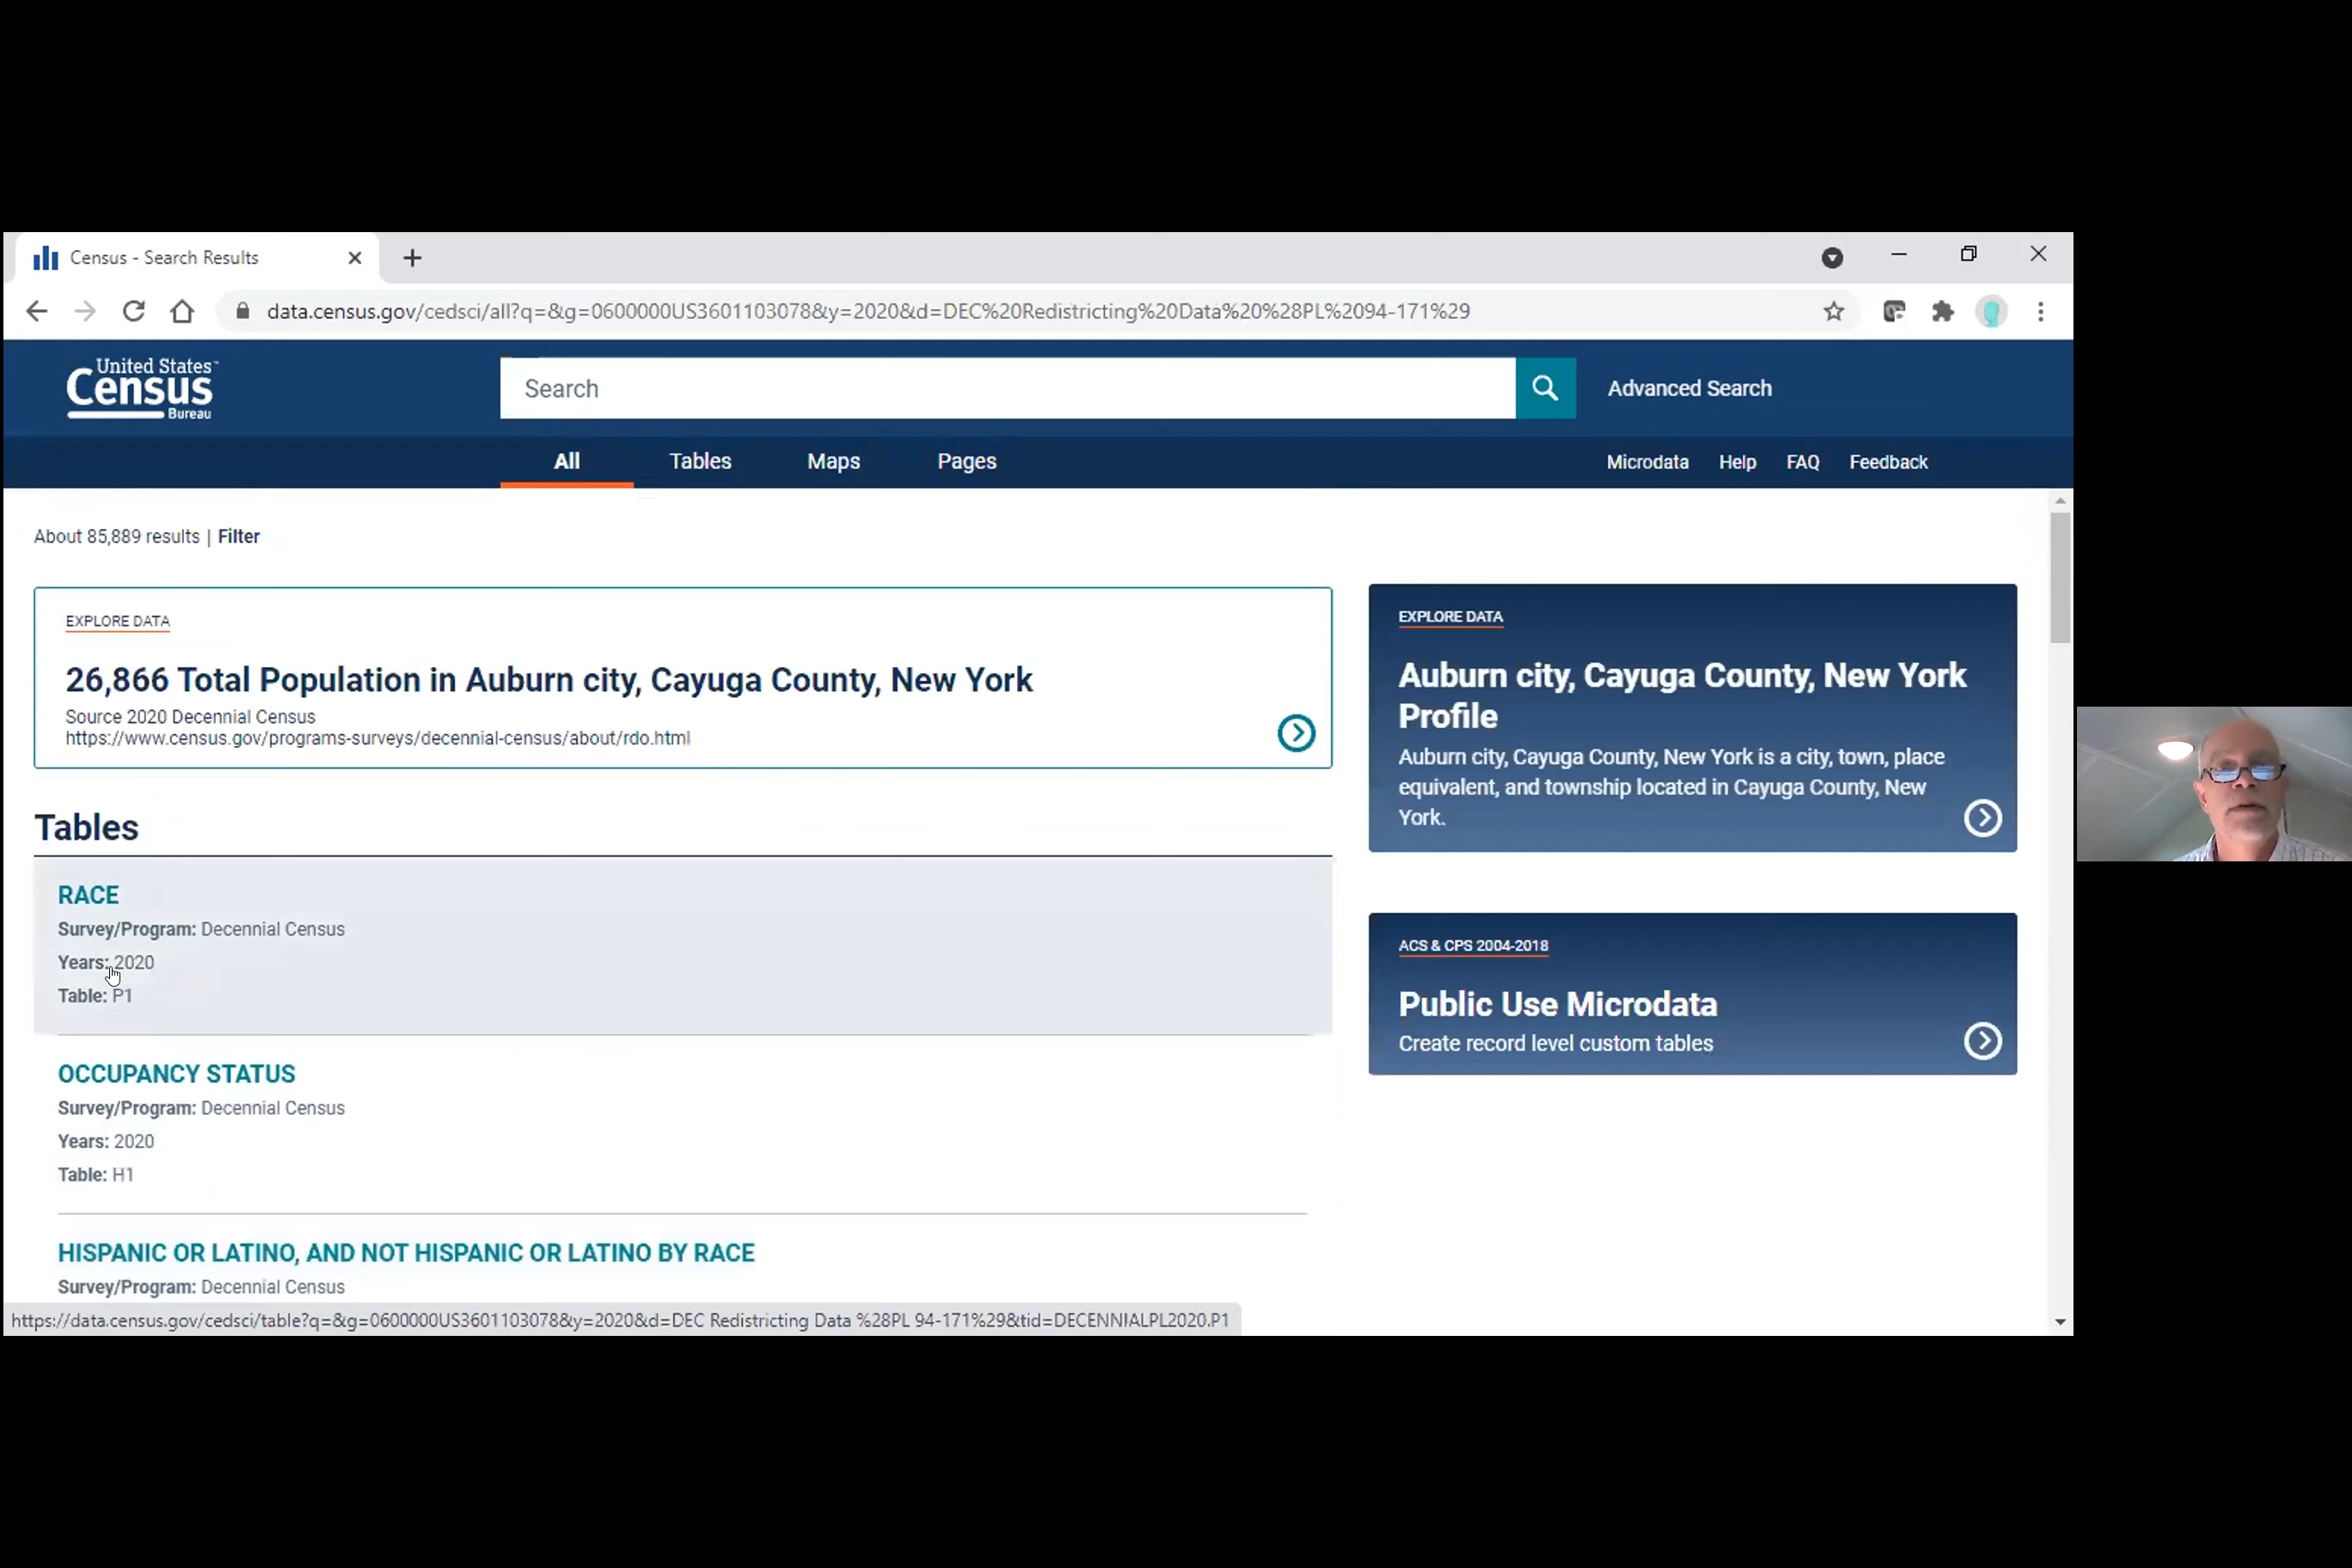 Census - Search Results
data.census.gov/cedsci/all?q=&g=0600000US3601103078&y=2020&d=DEC%20Redistricting%20Data%20%28PL%2094-171%29
United States™
Census
Bureau
Search
Advanced Search
All Tables Maps Pages
Microdata Help FAQ Feedback
About 85,889 results | Filter
EXPLORE DATA
26,866 Total Population in Auburn city, Cayuga County, New York
Source 2020 Decennial Census
https://www.census.gov/programs-surveys/decennial-census/about/rdo.html
Tables
RACE
Survey/Program: Decennial Census
Years: 2020
Table: P1
OCCUPANCY STATUS
Survey/Program: Decennial Census
Years: 2020
Table: H1
HISPANIC OR LATINO, AND NOT HISPANIC OR LATINO BY RACE
Survey/Program: Decennial Census
EXPLORE DATA
Auburn city, Cayuga County, New York
Profile
Auburn city, Cayuga County, New York is a city, town, place
equivalent, and township located in Cayuga County, New
York.
ACS & CPS 2004-2018
Public Use Microdata
Create record level custom tables
https://data.census.gov/cedsci/table?q=&g=0600000US3601103078&y=2020&d=DEC Redistricting Data %28PL 94-171%29&tid=DECENNIALPL2020.P1